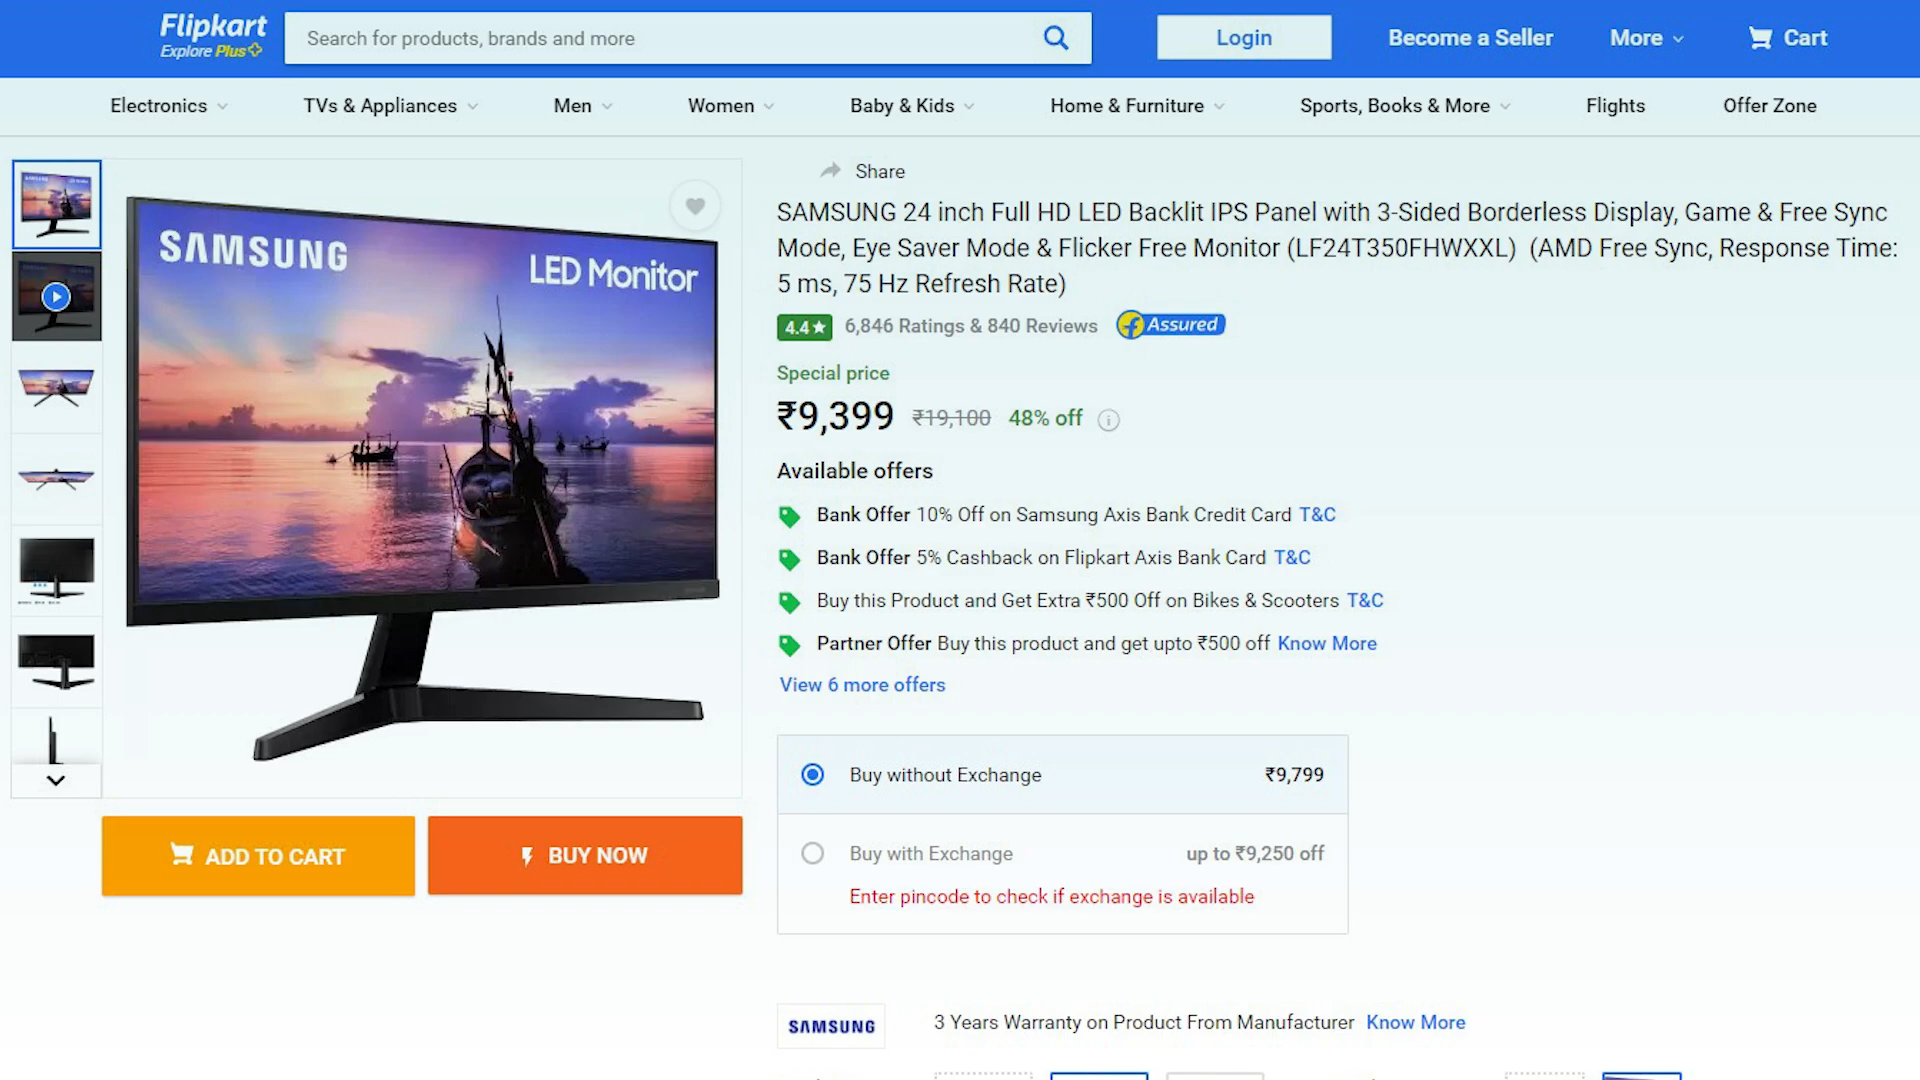 Flipkart
Explore Plus
Search for products, brands and more
Login
Become a Seller
More
Cart
Electronics
TVs & Appliances
Men
Women
Baby & Kids
Home & Furniture
Sports, Books & More
Flights
Offer Zone
SAMSUNG
LED Monitor
Share
SAMSUNG 24 inch Full HD LED Backlit IPS Panel with 3-Sided Borderless Display, Game & Free Sync
Mode, Eye Saver Mode & Flicker Free Monitor (LF24T350FHWXXL) (AMD Free Sync, Response Time:
5 ms, 75 Hz Refresh Rate)
4.4★ 6,846 Ratings & 840 Reviews Assured
Special price
₹9,399 ₹19,100 48% off
Available offers
Bank Offer 10% Off on Samsung Axis Bank Credit Card T&C
Bank Offer 5% Cashback on Flipkart Axis Bank Card T&C
Buy this Product and Get Extra ₹500 Off on Bikes & Scooters T&C
Partner Offer Buy this product and get upto ₹500 off Know More
View 6 more offers
Buy without Exchange ₹9,799
Buy with Exchange up to ₹9,250 off
Enter pincode to check if exchange is available
ADD TO CART
BUY NOW
SAMSUNG
3 Years Warranty on Product From Manufacturer Know More